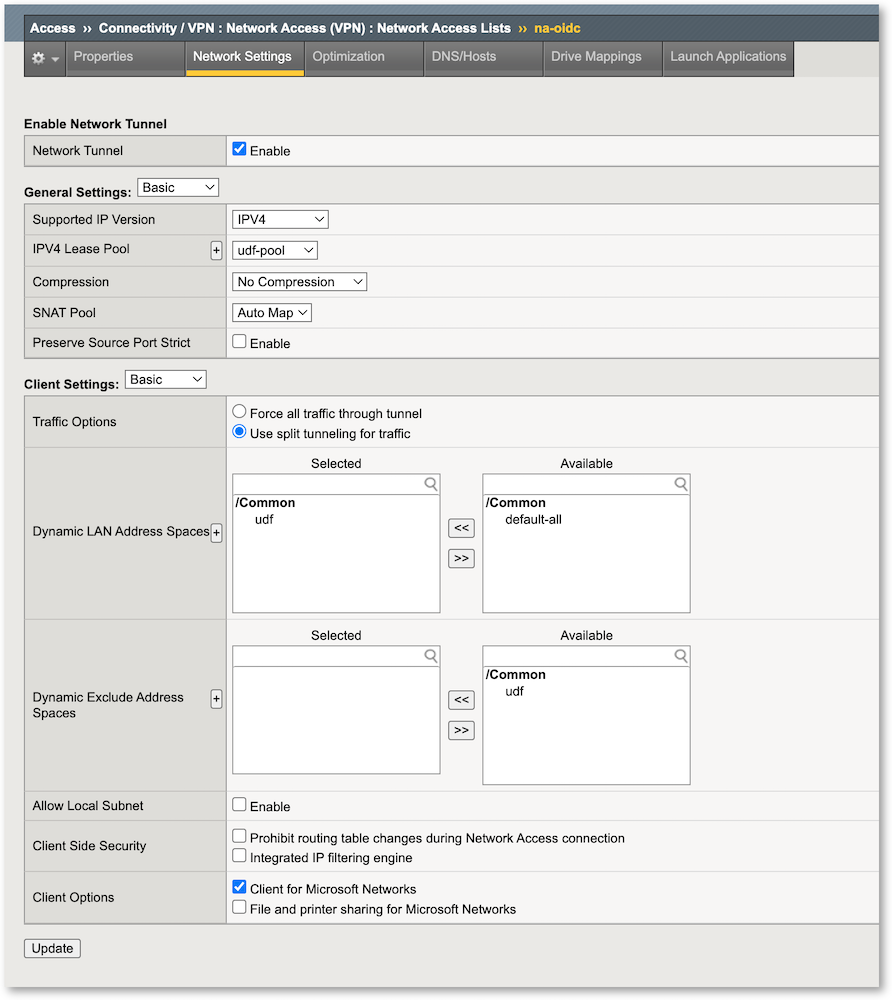 Access ›› Connectivity / VPN : Network Access (VPN) : Network Access Lists ›› na-oidc
Properties Network Settings Optimization DNS/Hosts Drive Mappings Launch Applications
Enable Network Tunnel
Network Tunnel Enable
General Settings: Basic
Supported IP Version IPV4
IPV4 Lease Pool + udf-pool
Compression No Compression
SNAT Pool Auto Map
Preserve Source Port Strict Enable
Client Settings: Basic
Traffic Options
Force all traffic through tunnel
Use split tunneling for traffic
Dynamic LAN Address Spaces +
Selected Available
/Common /Common
udf default-all
<<
>>
Dynamic Exclude Address
Spaces
+
Selected Available
/Common
udf
<<
>>
Allow Local Subnet Enable
Client Side Security
Prohibit routing table changes during Network Access connection
Integrated IP filtering engine
Client Options
Client for Microsoft Networks
File and printer sharing for Microsoft Networks
Update